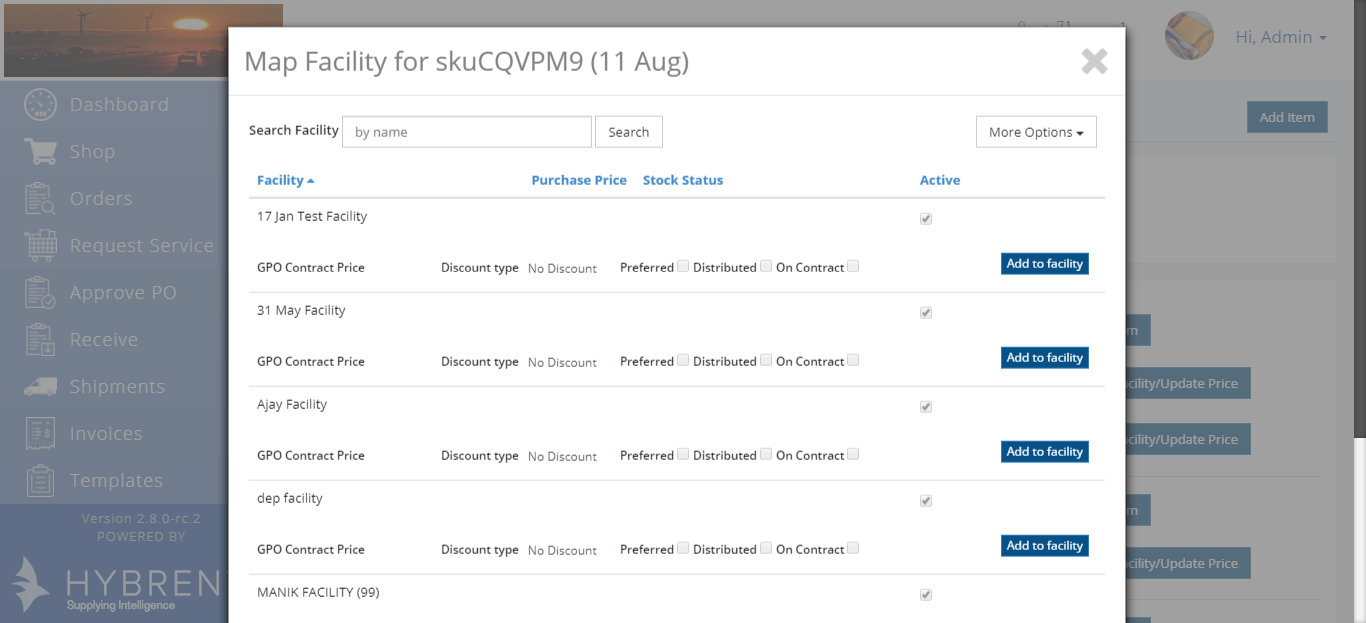 Map Facility for skuCQVPM9 (11 Aug)
Hi, Admin
Add Item
Dashboard
Shop
Orders
Request Service
Approve PO
Receive
Shipments
Invoices
Templates
Version 2.8.0-rc:2
POWERED BY
HYBREN
Supplying Intelligence
Search Facility by name Search More Options
Facility Purchase Price Stock Status Active
17 Jan Test Facility
GPO Contract Price Discount type No Discount Preferred Distributed On Contract Add to facility
31 May Facility
GPO Contract Price Discount type No Discount Preferred Distributed On Contract Add to facility
Ajay Facility
GPO Contract Price Discount type No Discount Preferred Distributed On Contract Add to facility
dep facility
GPO Contract Price Discount type No Discount Preferred Distributed On Contract Add to facility
MANIK FACILITY (99)
m
cility/Update Price
cility/Update Price
m
cility/Update Price